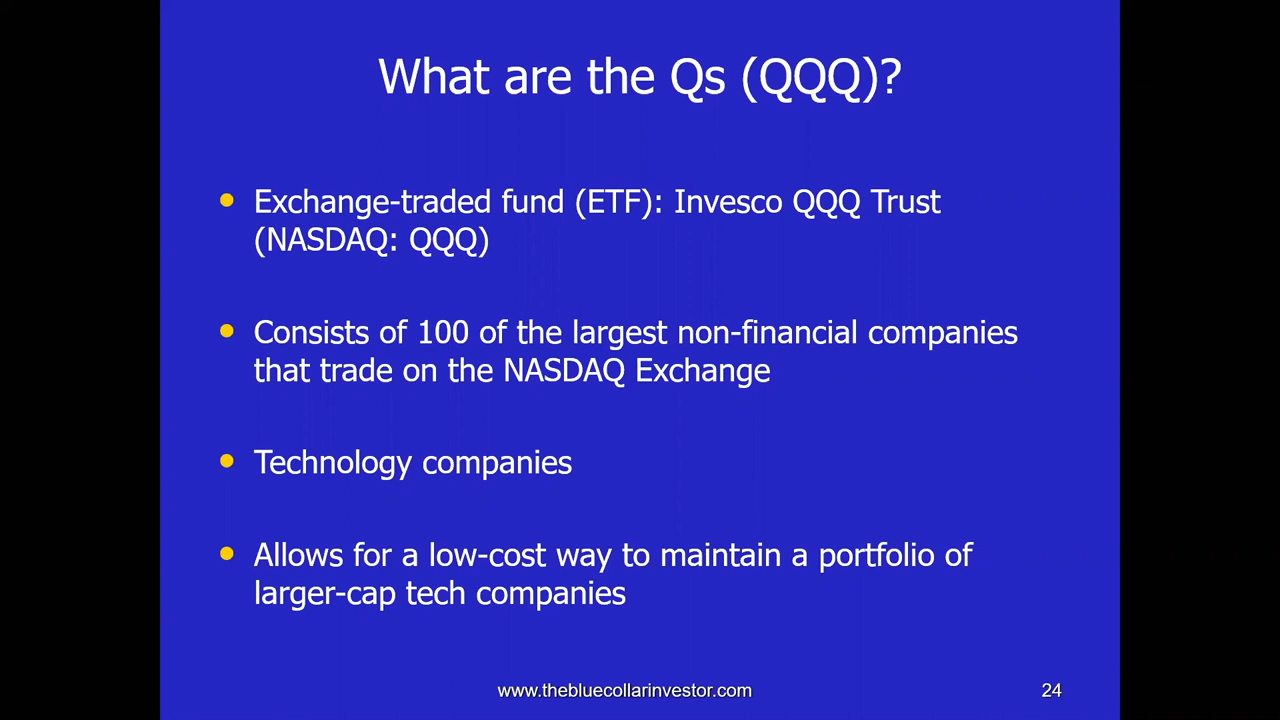 What are the Qs (QQQ)?
Exchange-traded fund (ETF): Invesco QQQ Trust
(NASDAQ: QQQ)
Consists of 100 of the largest non-financial companies
that trade on the NASDAQ Exchange
Technology companies
Allows for a low-cost way to maintain a portfolio of
larger-cap tech companies
www.thebluecollarinvestor.com
24